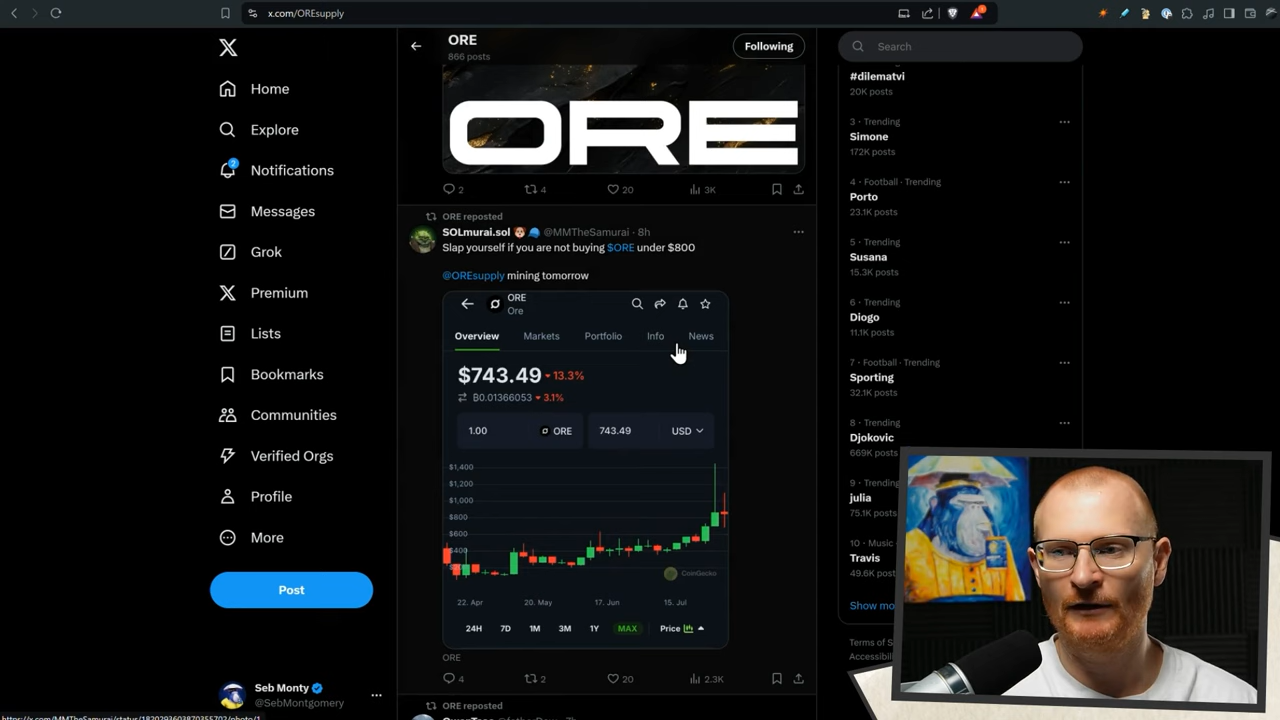 x.com/OREsupply
ORE
866 posts
Following
Search
Home
Explore
2
Notifications
Messages
Grok
Premium
Lists
Bookmarks
Communities
Verified Orgs
Profile
More
Post
Seb Monty
@SebMontgomery
ORE
2 4 20 3K
ORE reposted
SOLmurai.sol @MMTheSamurai · 8h
Slap yourself if you are not buying $ORE under $800
@OREsupply mining tomorrow
ORE
Ore
Overview Markets Portfolio Info News
$743.49 13.3%
₿0.01366053 3.1%
1.00 ORE 743.49 USD
$1,400
$1,200
$1,000
$800
$600
$400
22. Apr 20. May 17. Jun 15. Jul
CoinGecko
24H 7D 1M 3M 1Y MAX Price
ORE
4 2 20 2.3K
ORE reposted
#dilematvi
20K posts
3 · Trending
Simone
172K posts
4 · Football · Trending
Porto
23.1K posts
5 · Trending
Susana
15.3K posts
6 · Trending
Diogo
11.1K posts
7 · Football · Trending
Sporting
32.1K posts
8 · Trending
Djokovic
669K posts
9 · Trending
julia
75.1K posts
10 · Music
Travis
49.6K posts
Show mo
Terms of S
Accessibili